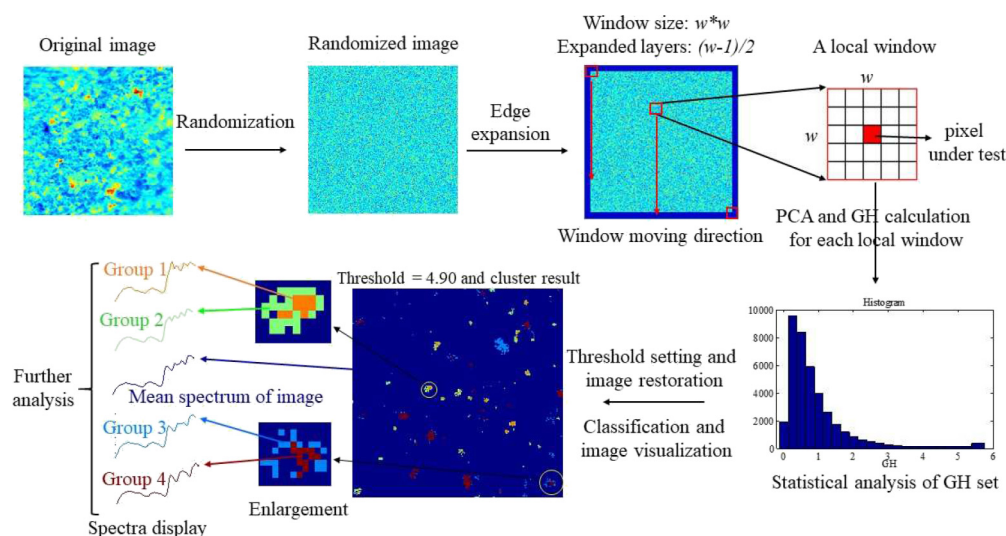 Original image
Randomization
Randomized image
Edge
expansion
Window size: w*w
Expanded layers: (w-1)/2
Window moving direction
A local window
w
w
pixel
under test
PCA and GH calculation
for each local window
Histogram
10000
8000
6000
4000
2000
0
0
1
2
3
4
5
6
GH
Statistical analysis of GH set
Threshold setting and
image restoration
Classification and
image visualization
Threshold = 4.90 and cluster result
Enlargement
Group 1
Group 2
Mean spectrum of image
Group 3
Group 4
Spectra display
Further
analysis